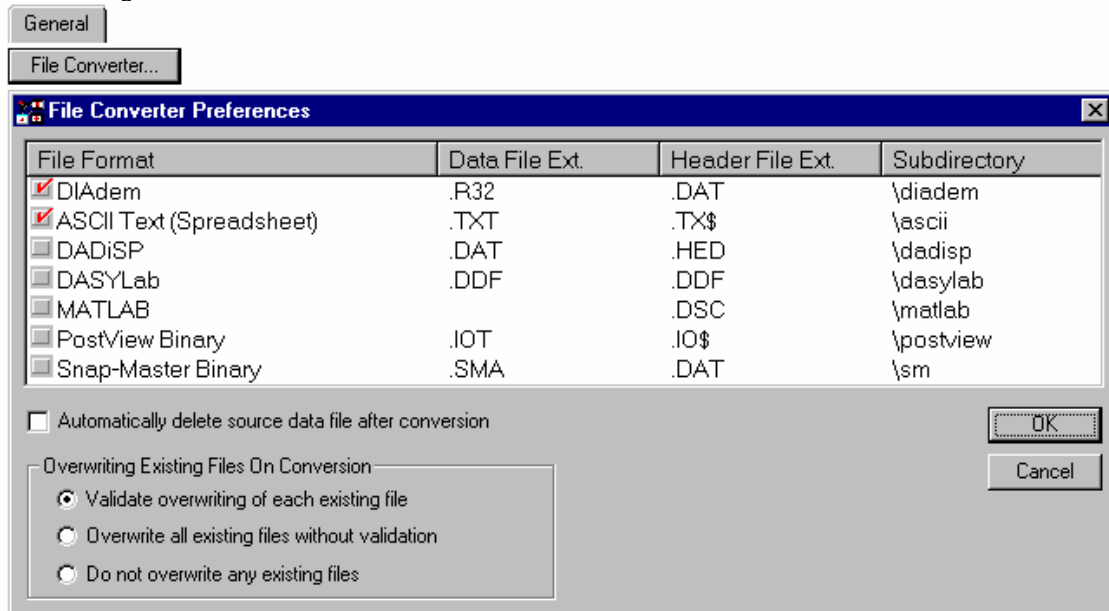 General
File Converter...
File Converter Preferences
File Format Data File Ext. Header File Ext. Subdirectory
DIAdem .R32 .DAT \diadem
ASCII Text (Spreadsheet) .TXT .TX$ \ascii
DADiSP .DAT .HED \dadisp
DASYLab .DDF .DDF \dasylab
MATLAB .DSC \matlab
PostView Binary .IOT .IO$ \postview
Snap-Master Binary .SMA .DAT \sm
Automatically delete source data file after conversion
OK
Overwriting Existing Files On Conversion
Cancel
Validate overwriting of each existing file
Overwrite all existing files without validation
Do not overwrite any existing files